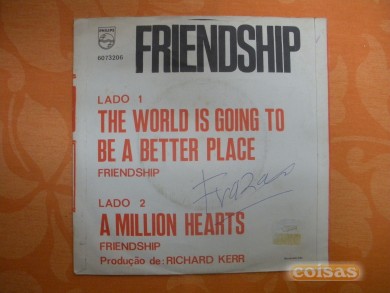 PHILIPS
6073206
FRIENDSHIP
LADO 1
THE WORLD IS GOING TO
BE A BETTER PLACE
FRIENDSHIP
LADO 2
A MILLION HEARTS
FRIENDSHIP
Produção de: RICHARD KERR
coisas